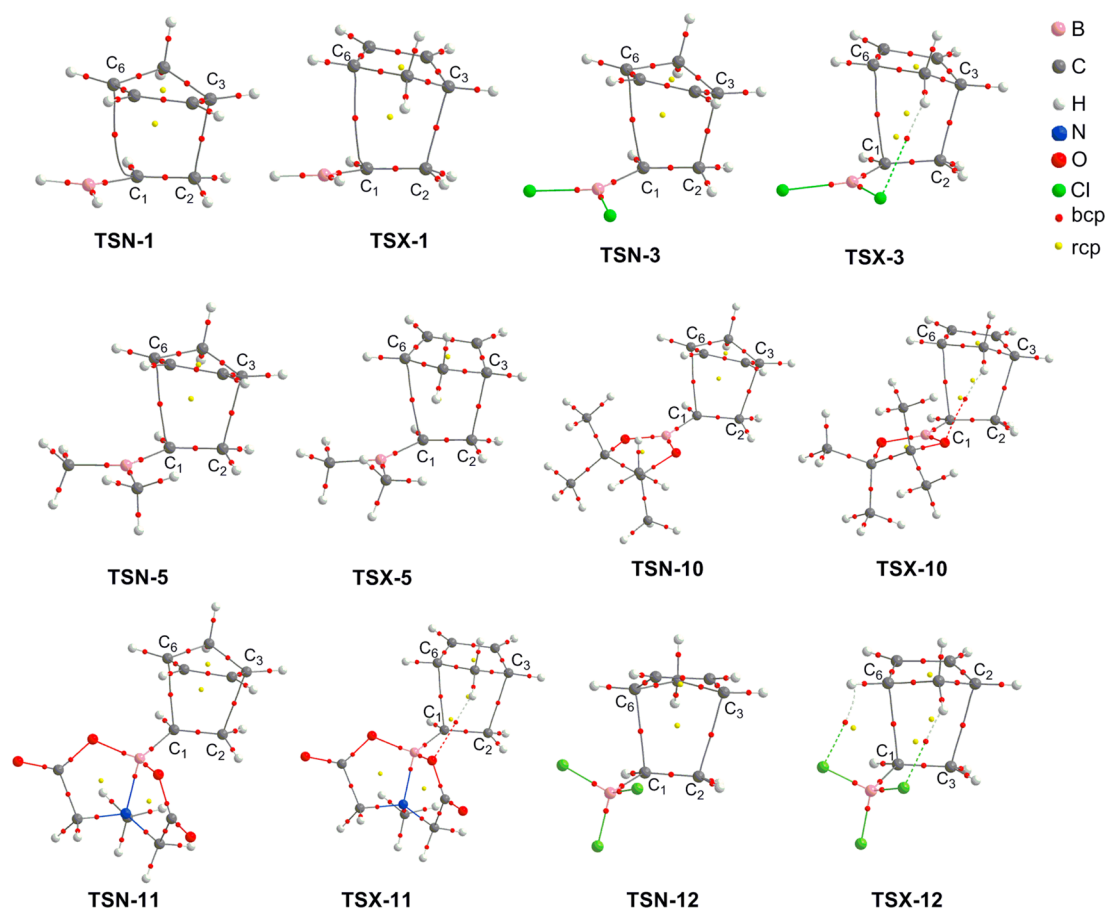 C6 C3 C1 C2
TSN-1
C6 C3 C1 C2
TSX-1
C6 C3 C1 C2
TSN-3
C6 C3 C1 C2
TSX-3
B
C
H
N
O
Cl
bcp
rcp
C6 C3 C1 C2
TSN-5
C6 C3 C1 C2
TSX-5
C6 C3 C1 C2
TSN-10
C6 C3 C1 C2
TSX-10
C6 C3 C1 C2
TSN-11
C6 C3 C1 C2
TSX-11
C6 C3 C1 C2
TSN-12
C6 C2 C1 C3
TSX-12